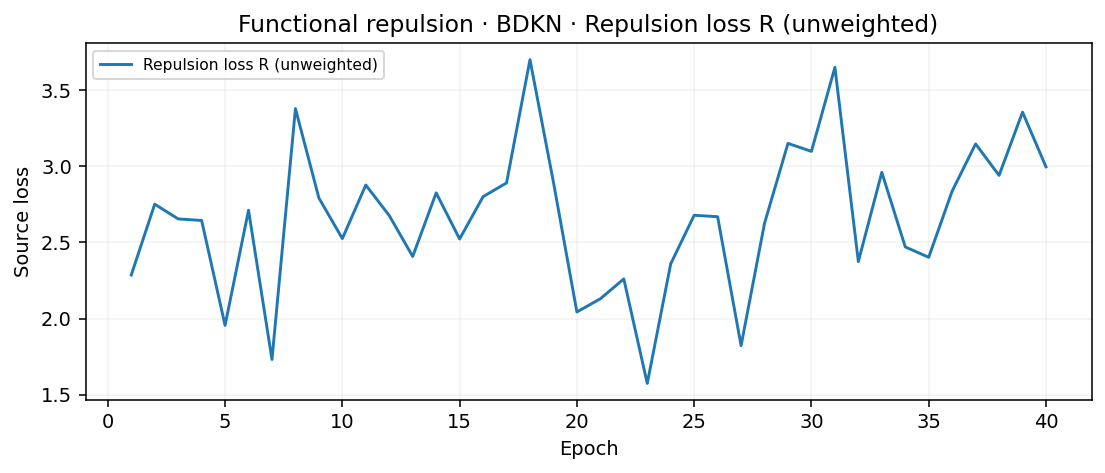 Functional repulsion · BDKN · Repulsion loss R (unweighted)
Repulsion loss R (unweighted)
Source loss
3.5
3.0
2.5
2.0
1.5
0 5 10 15 20 25 30 35 40
Epoch